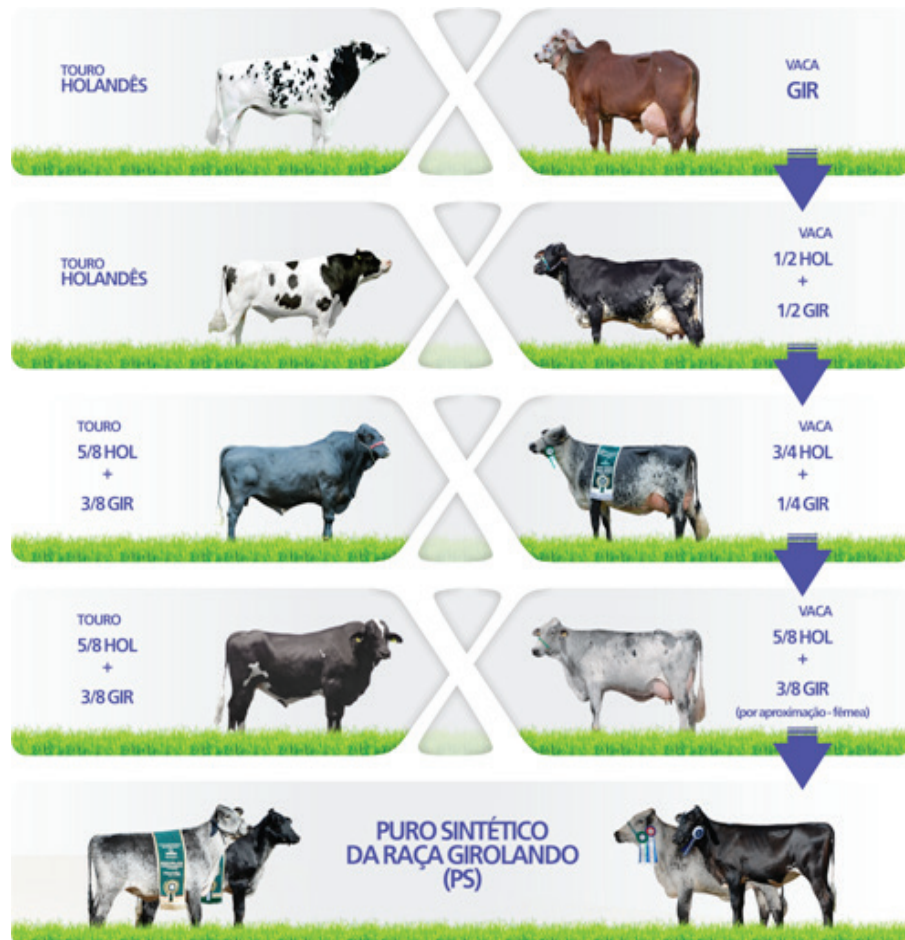 TOURO
HOLANDÊS
VACA
GIR
TOURO
HOLANDÊS
VACA
1/2 HOL
+
1/2 GIR
TOURO
5/8 HOL
+
3/8 GIR
VACA
3/4 HOL
+
1/4 GIR
TOURO
5/8 HOL
+
3/8 GIR
VACA
5/8 HOL
+
3/8 GIR
(por aproximação - fêmea)
PURO SINTÉTICO
DA RAÇA GIROLANDO
(PS)